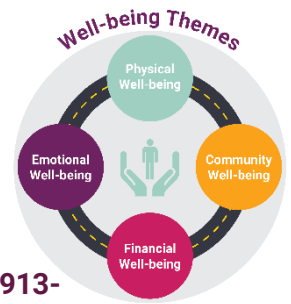 Well-being Themes
Physical
Well-being
Emotional
Well-being
Community
Well-being
Financial
Well-being
913-